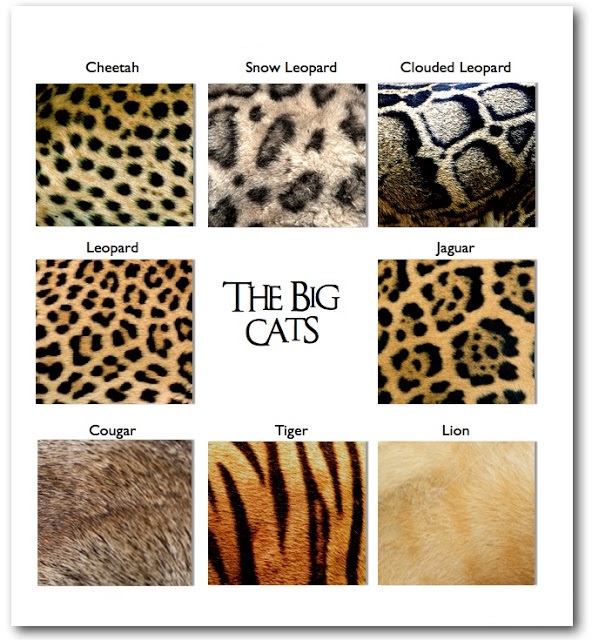 Cheetah
Snow Leopard
Clouded Leopard
Leopard
THE BIG
CATS
Jaguar
Cougar
Tiger
Lion